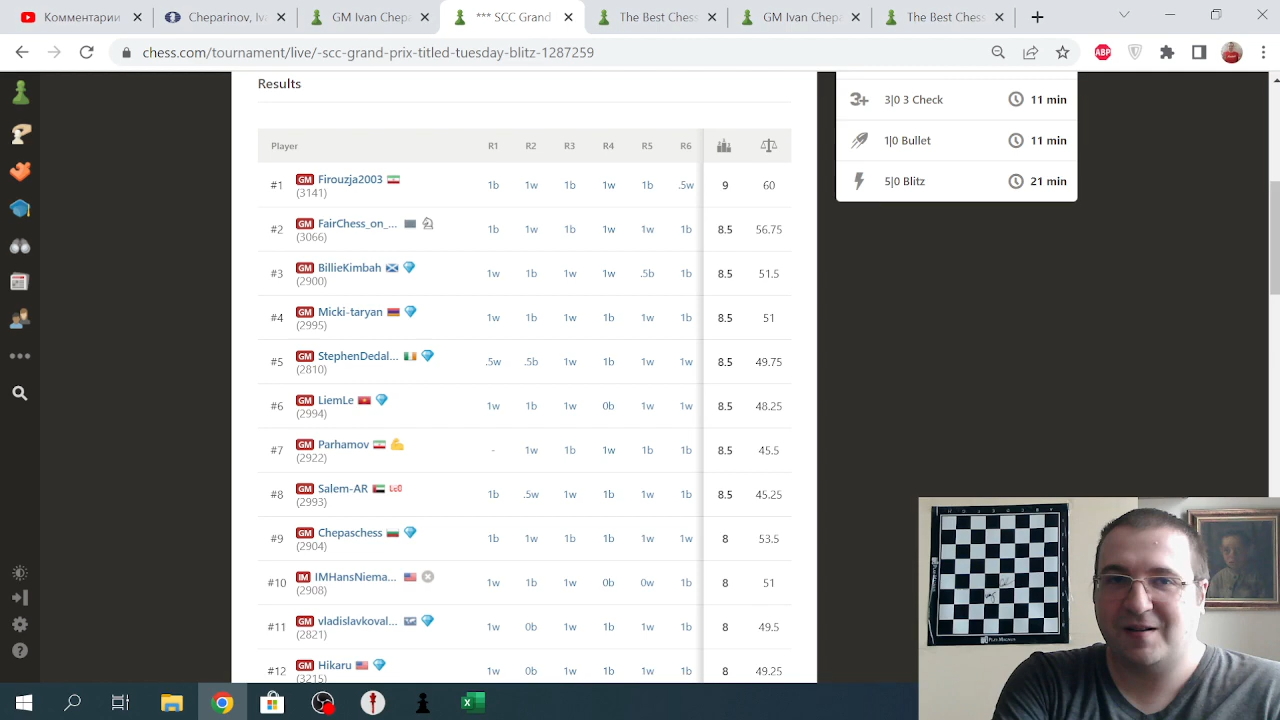 Комментарии
Chepárinov, Iv
GM Ivan Chepa
*** SCC Grand
The Best Chess
GM Ivan Chepa
The Best Chess
chess.com/tournament/live/-scc-grand-prix-titled-tuesday-blitz-1287259
ABP
Results
3+ 3|0 3 Check 11 min
1|0 Bullet 11 min
5|0 Blitz 21 min
Player R1 R2 R3 R4 R5 R6
#1 GM Firouzja2003 1b 1w 1b 1w 1b .5w 9 60
(3141)
#2 GM FairChess_on_... 1b 1w 1b 1w 1w 1b 8.5 56.75
(3066)
#3 GM BillieKimbah 1w 1b 1w 1w .5b 1b 8.5 51.5
(2900)
#4 GM Micki-taryan 1w 1b 1w 1b 1w 1b 8.5 51
(2995)
#5 GM StephenDedal... .5w .5b 1w 1b 1w 1w 8.5 49.75
(2810)
#6 GM LiemLe 1w 1b 1w 0b 1w 1w 8.5 48.25
(2994)
#7 GM Parhamov - 1w 1b 1w 1b 1b 8.5 45.5
(2922)
#8 GM Salem-AR 1b .5w 1w 1b 1w 1b 8.5 45.25
(2993)
#9 GM Chepaschess 1b 1w 1b 1b 1w 1w 8 53.5
(2904)
#10 IM IMHansNiema... 1w 1b 1w 0b 0w 1b 8 51
(2908)
#11 GM vladislavkoval... 1w 0b 1w 1b 1w 1b 8 49.5
(2821)
#12 GM Hikaru 1w 0b 1w 1b 1w 1b 8 49.25
(3215)